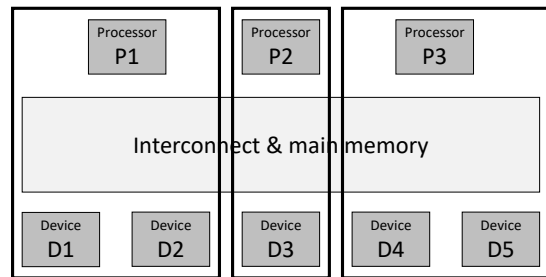 Processor
P1
Processor
P2
Processor
P3
Interconnect & main memory
Device
D1
Device
D2
Device
D3
Device
D4
Device
D5